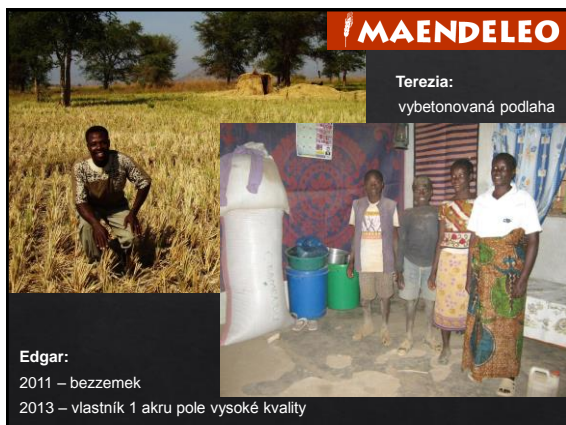 MAENDELEO
Terezia:
vybetonovaná podlaha
Edgar:
2011 – bezzemek
2013 – vlastník 1 akru pole vysoké kvality